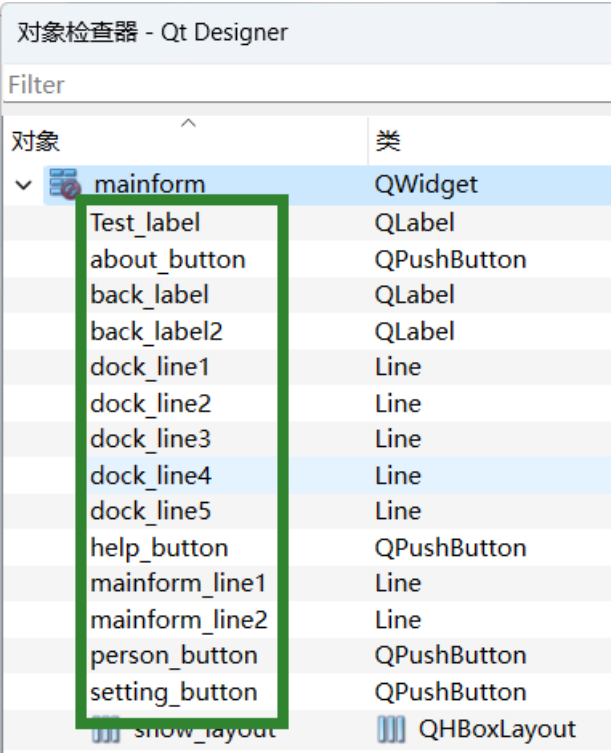 对象检查器 - Qt Designer
Filter
对象 类
mainform QWidget
Test_label QLabel
about_button QPushButton
back_label QLabel
back_label2 QLabel
dock_line1 Line
dock_line2 Line
dock_line3 Line
dock_line4 Line
dock_line5 Line
help_button QPushButton
mainform_line1 Line
mainform_line2 Line
person_button QPushButton
setting_button QPushButton
show_layout QHBoxLayout